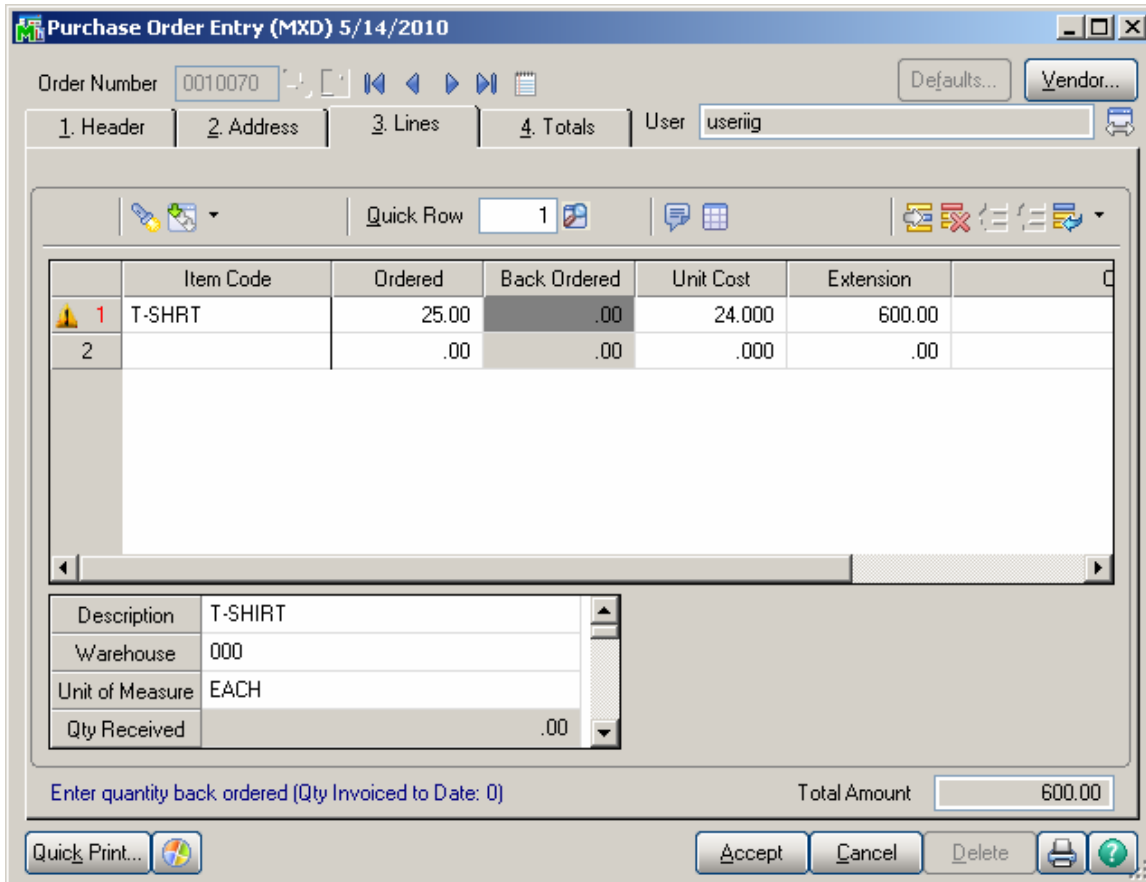 Purchase Order Entry (MXD) 5/14/2010
Order Number 0010070 Defaults... Vendor...
1. Header 2. Address 3. Lines 4. Totals User useriig
Quick Row 1
Item Code Ordered Back Ordered Unit Cost Extension
1 T-SHRT 25.00 .00 24.000 600.00
2 .00 .00 .000 .00
Description T-SHIRT
Warehouse 000
Unit of Measure EACH
Qty Received .00
Enter quantity back ordered (Qty Invoiced to Date: 0) Total Amount 600.00
Quick Print... Accept Cancel Delete